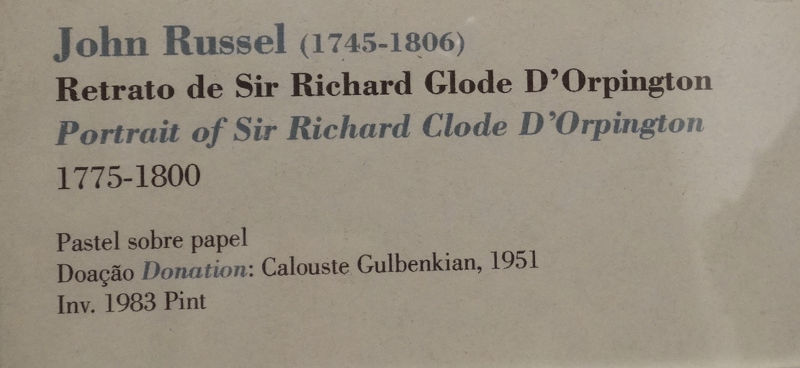 John Russel (1745-1806)
Retrato de Sir Richard Glode D'Orpington
Portrait of Sir Richard Clode D'Orpington
1775-1800
Pastel sobre papel
Doação Donation: Calouste Gulbenkian, 1951
Inv. 1983 Pint